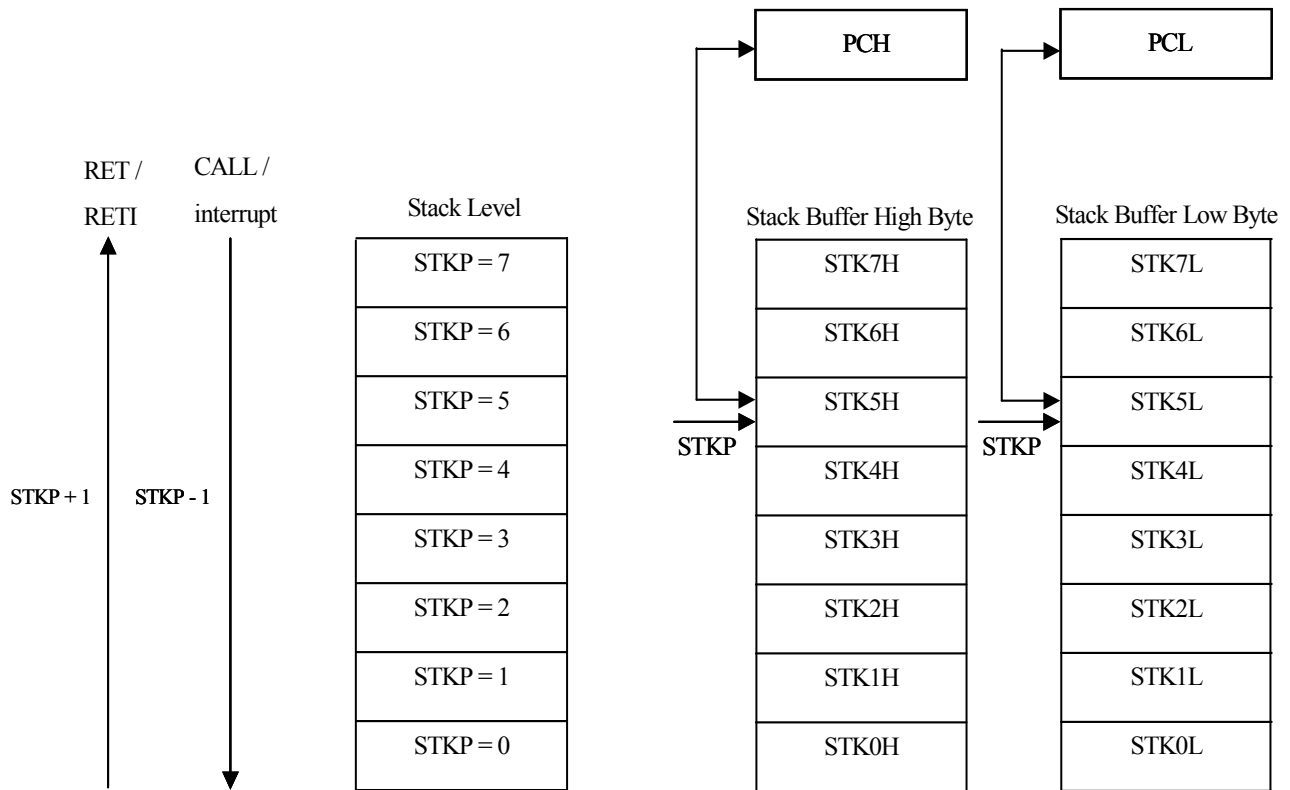 PCH
PCL
RET /
RETI
CALL /
interrupt
Stack Level
Stack Buffer High Byte
Stack Buffer Low Byte
STKP = 7
STK7H
STK7L
STKP = 6
STK6H
STK6L
STKP = 5
STK5H
STK5L
STKP
STKP
STKP = 4
STK4H
STK4L
STKP + 1
STKP - 1
STKP = 3
STK3H
STK3L
STKP = 2
STK2H
STK2L
STKP = 1
STK1H
STK1L
STKP = 0
STK0H
STK0L